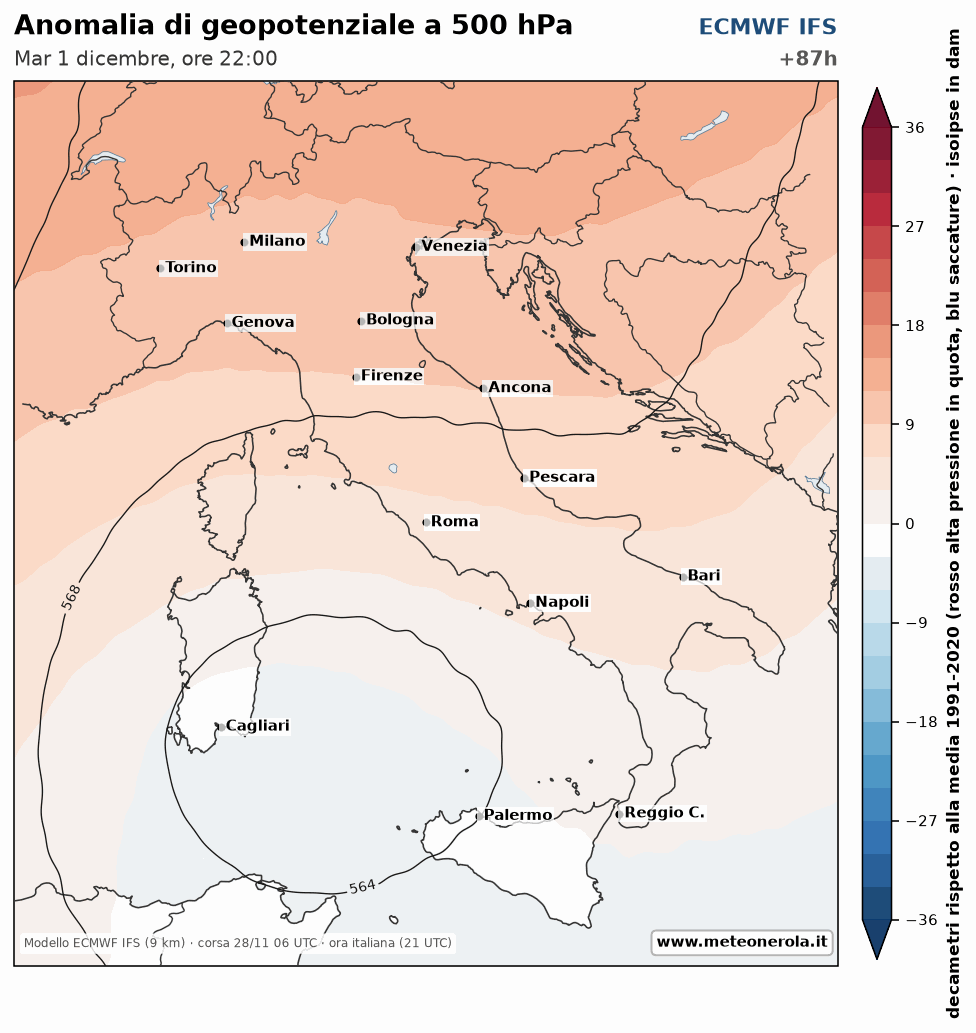 Anomalia di geopotenziale a 500 hPa
ECMWF IFS
Mar 1 dicembre, ore 22:00
+87h
Milano
Venezia
Torino
Genova
Bologna
Firenze
Ancona
Pescara
Roma
Bari
568
Napoli
Cagliari
Palermo
Reggio C.
564
Modello ECMWF IFS (9 km) · corsa 28/11 06 UTC · ora italiana (21 UTC)
www.meteonerola.it
36
27
18
9
0
−9
−18
−27
−36
decametri rispetto alla media 1991-2020 (rosso alta pressione in quota, blu saccature) · isoipse in dam